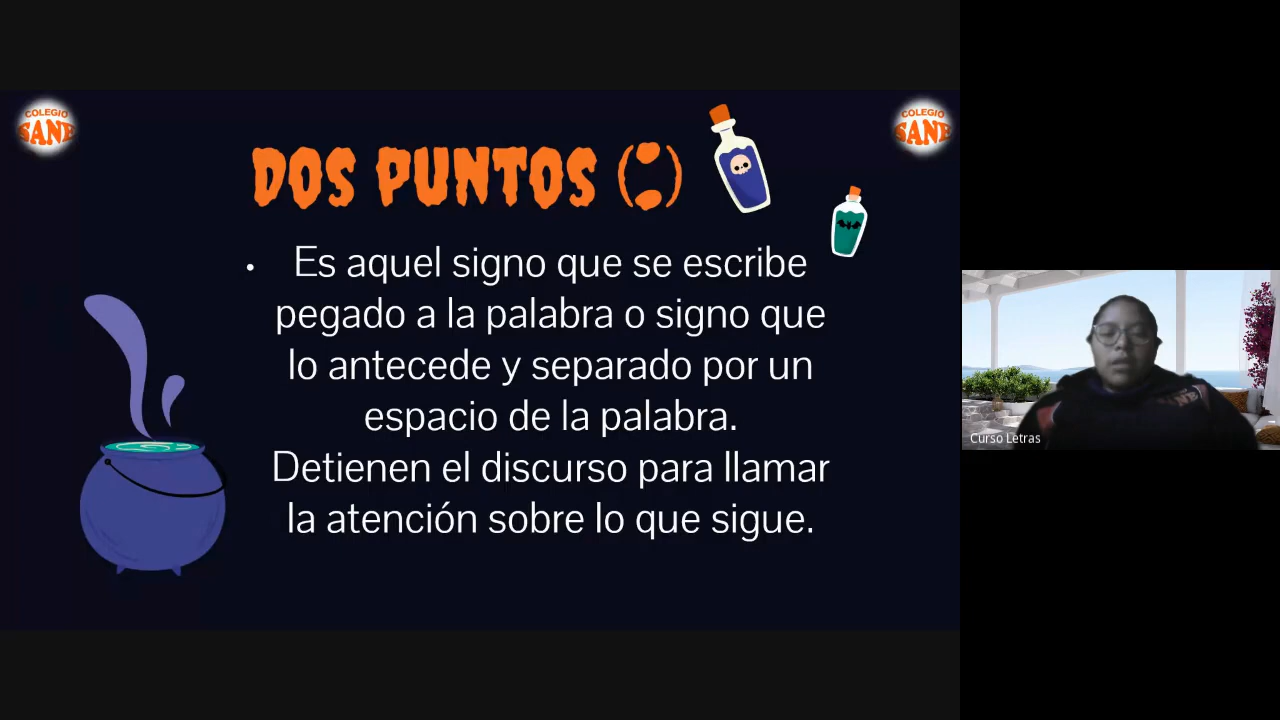 COLEGIO
SANE
COLEGIO
SANE
DOS PUNTOS (:)
• Es aquel signo que se escribe
pegado a la palabra o signo que
lo antecede y separado por un
espacio de la palabra.
Detienen el discurso para llamar
la atención sobre lo que sigue.
Curso Letras